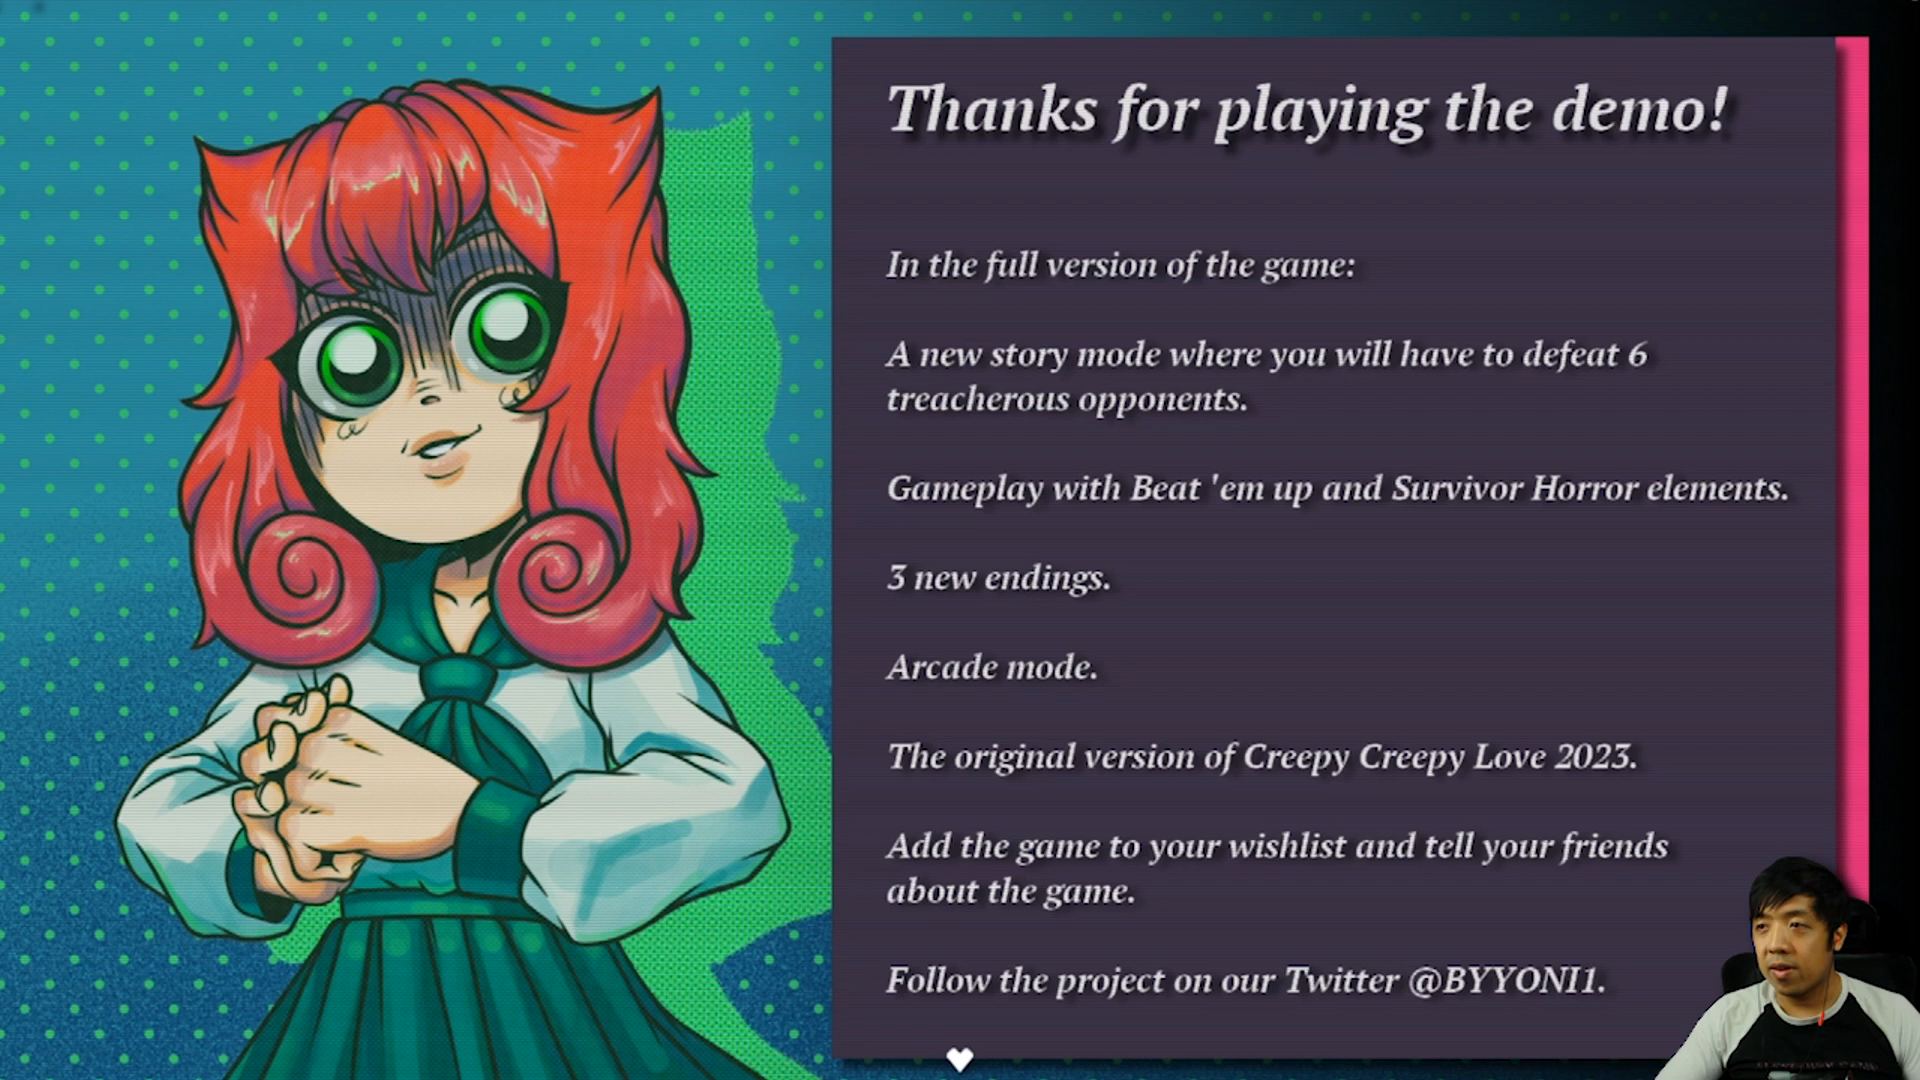 Thanks for playing the demo!
In the full version of the game:
A new story mode where you will have to defeat 6
treacherous opponents.
Gameplay with Beat 'em up and Survivor Horror elements.
3 new endings.
Arcade mode.
The original version of Creepy Creepy Love 2023.
Add the game to your wishlist and tell your friends
about the game.
Follow the project on our Twitter @BYYONI1.